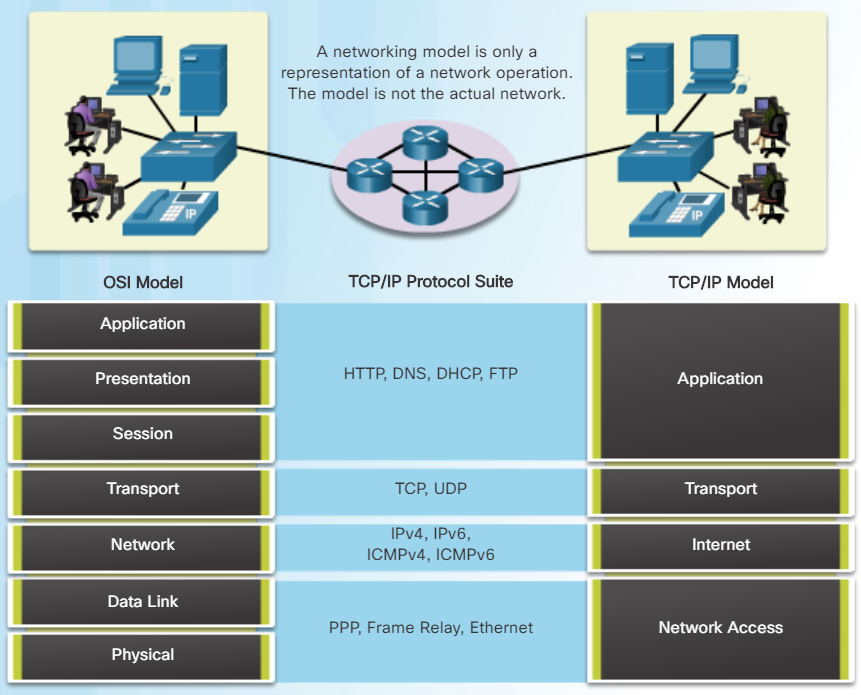 A networking model is only a
representation of a network operation.
The model is not the actual network.
IP
IP
OSI Model
TCP/IP Protocol Suite
TCP/IP Model
Application
Presentation
Session
HTTP, DNS, DHCP, FTP
Application
Transport
TCP, UDP
Transport
Network
IPv4, IPv6,
ICMPv4, ICMPv6
Internet
Data Link
Physical
PPP, Frame Relay, Ethernet
Network Access